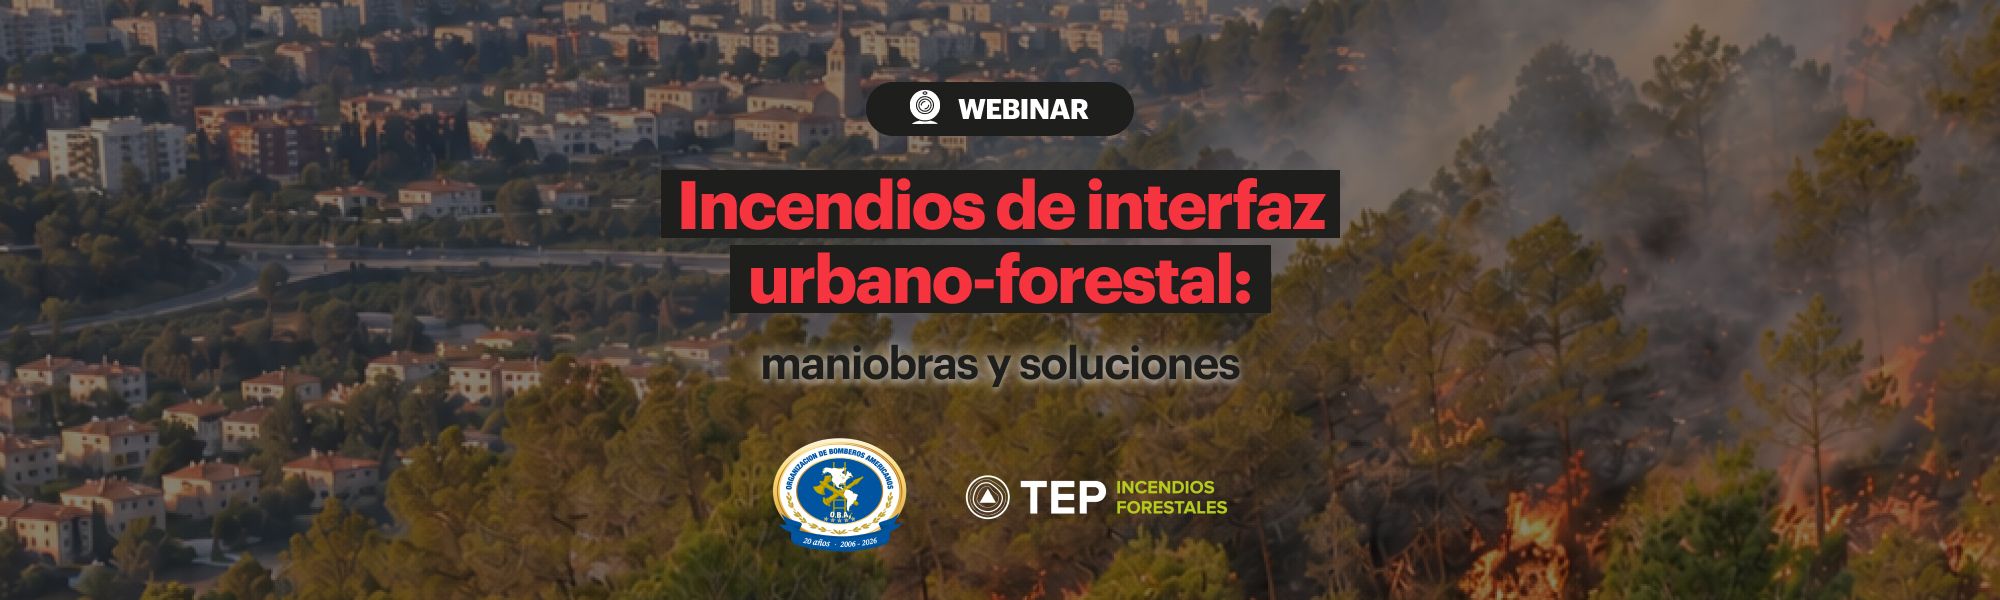 WEBINAR
Incendios de interfaz
urbano-forestal:
maniobras y soluciones
ORGANIZACION DE BOMBEROS AMERICANOS
O.B.A.
20 años · 2006 - 2026
TEP INCENDIOS
FORESTALES